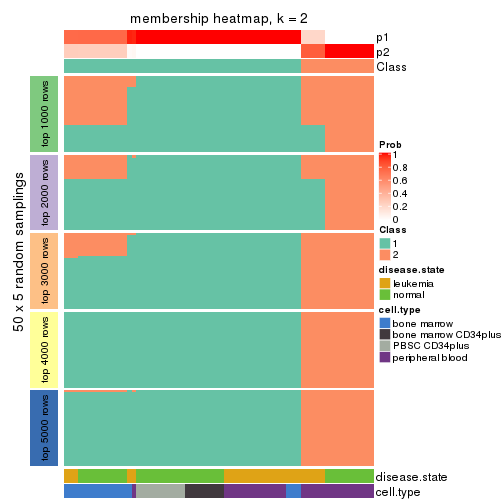 membership heatmap, k = 2
p1
p2
Class
50 x 5 random samplings
top 1000 rows
top 2000 rows
top 3000 rows
top 4000 rows
top 5000 rows
Prob
1
0.8
0.6
0.4
0.2
0
Class
1
2
disease.state
leukemia
normal
cell.type
bone marrow
bone marrow CD34plus
PBSC CD34plus
peripheral blood
disease.state
cell.type